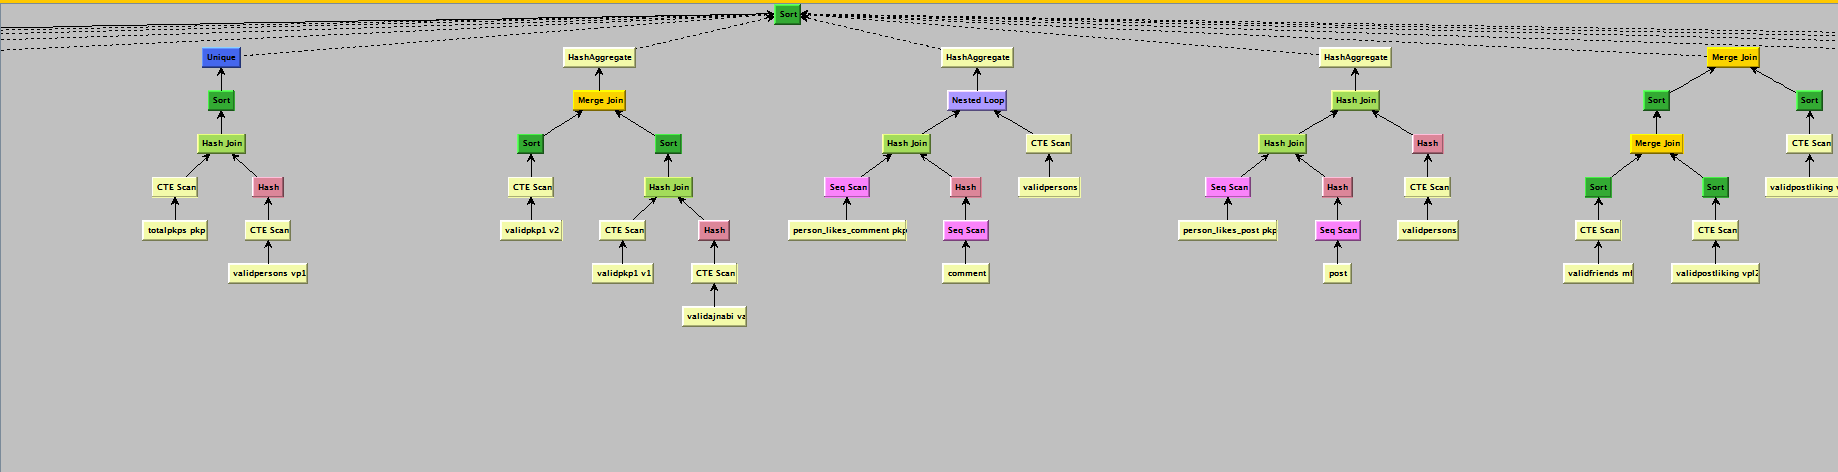 Sort
Unique
HashAggregate
HashAggregate
HashAggregate
Merge Join
Sort
Merge Join
Nested Loop
Hash Join
Sort
Sort
Hash Join
Sort
Sort
Hash Join
CTE Scan
Hash Join
Hash
Merge Join
CTE Scan
CTE Scan
Hash
CTE Scan
Hash Join
Seq Scan
Hash
validpersons
Seq Scan
Hash
CTE Scan
Sort
Sort
validpostliking
totalpkps pkp
CTE Scan
validpkp1 v2
CTE Scan
Hash
person_likes_comment pkp
Seq Scan
person_likes_post pkp
Seq Scan
validpersons
CTE Scan
CTE Scan
validpersons vp1
validpkp1 v1
CTE Scan
comment
post
validfriends
validpostliking vpl2
validajnabi